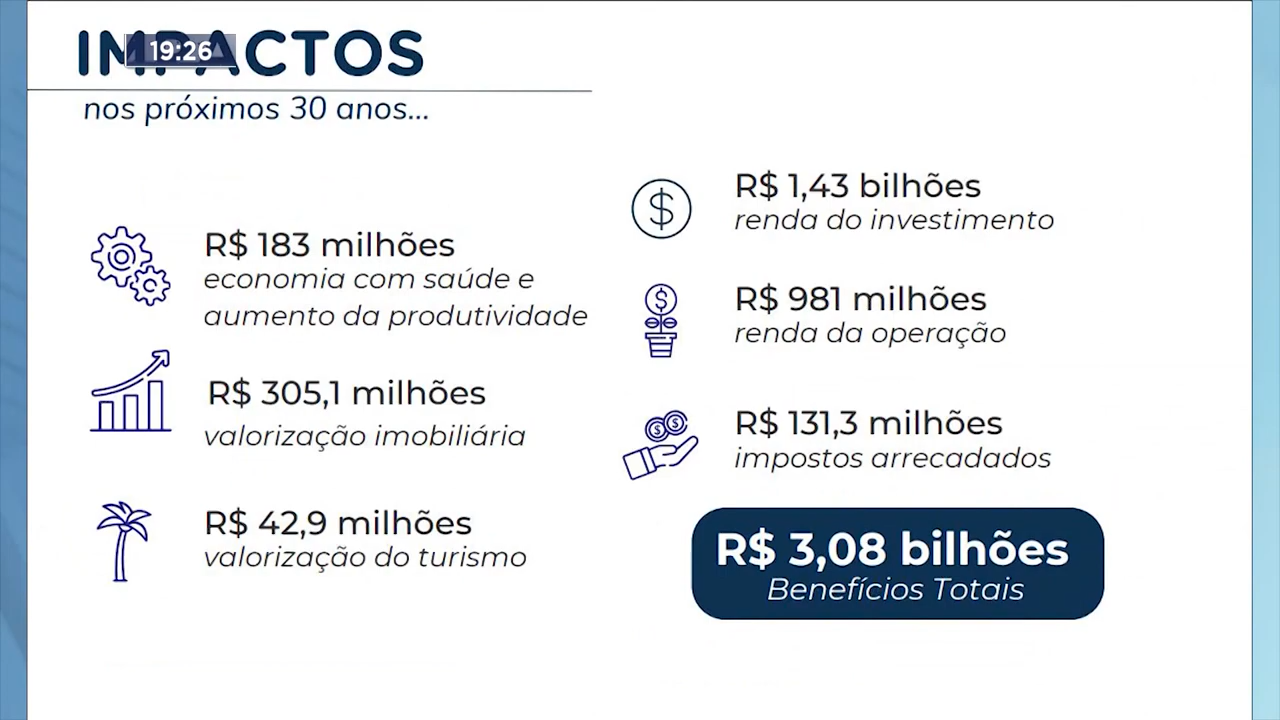 IMPACTOS
19:26
nos próximos 30 anos...
R$ 183 milhões
economia com saúde e
aumento da produtividade
R$ 305,1 milhões
valorização imobiliária
R$ 42,9 milhões
valorização do turismo
R$ 1,43 bilhões
renda do investimento
R$ 981 milhões
renda da operação
R$ 131,3 milhões
impostos arrecadados
R$ 3,08 bilhões
Benefícios Totais